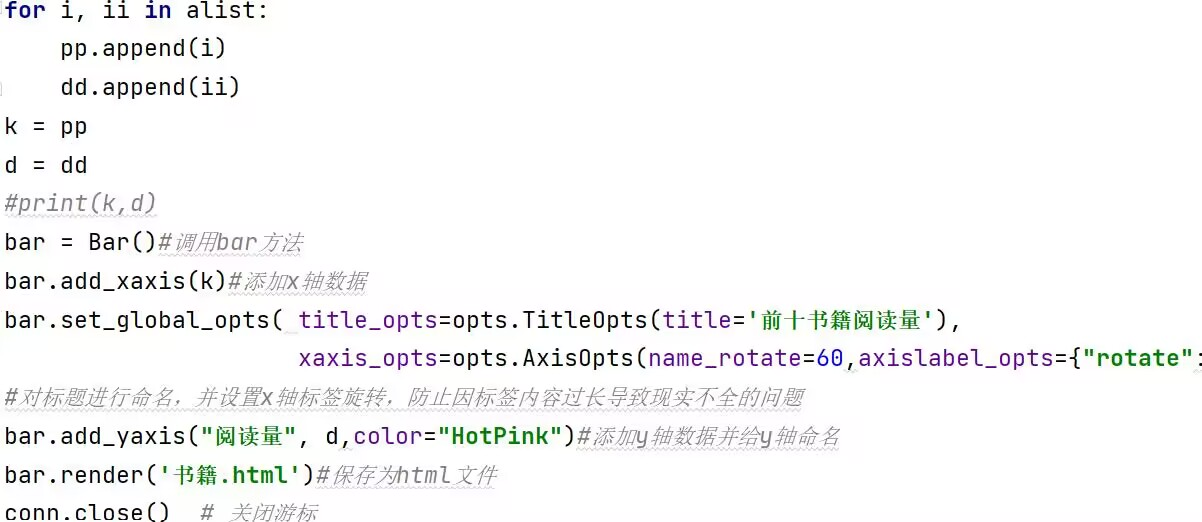 for i, ii in alist:
    pp.append(i)
    dd.append(ii)
k = pp
d = dd
#print(k,d)
bar = Bar()#调用bar方法
bar.add_xaxis(k)#添加x轴数据
bar.set_global_opts( title_opts=opts.TitleOpts(title='前十书籍阅读量'),
                     xaxis_opts=opts.AxisOpts(name_rotate=60,axislabel_opts={"rotate":
#对标题进行命名，并设置x轴标签旋转，防止因标签内容过长导致现实不全的问题
bar.add_yaxis("阅读量", d,color="HotPink")#添加y轴数据并给y轴命名
bar.render('书籍.html')#保存为html文件
conn.close()  # 关闭游标